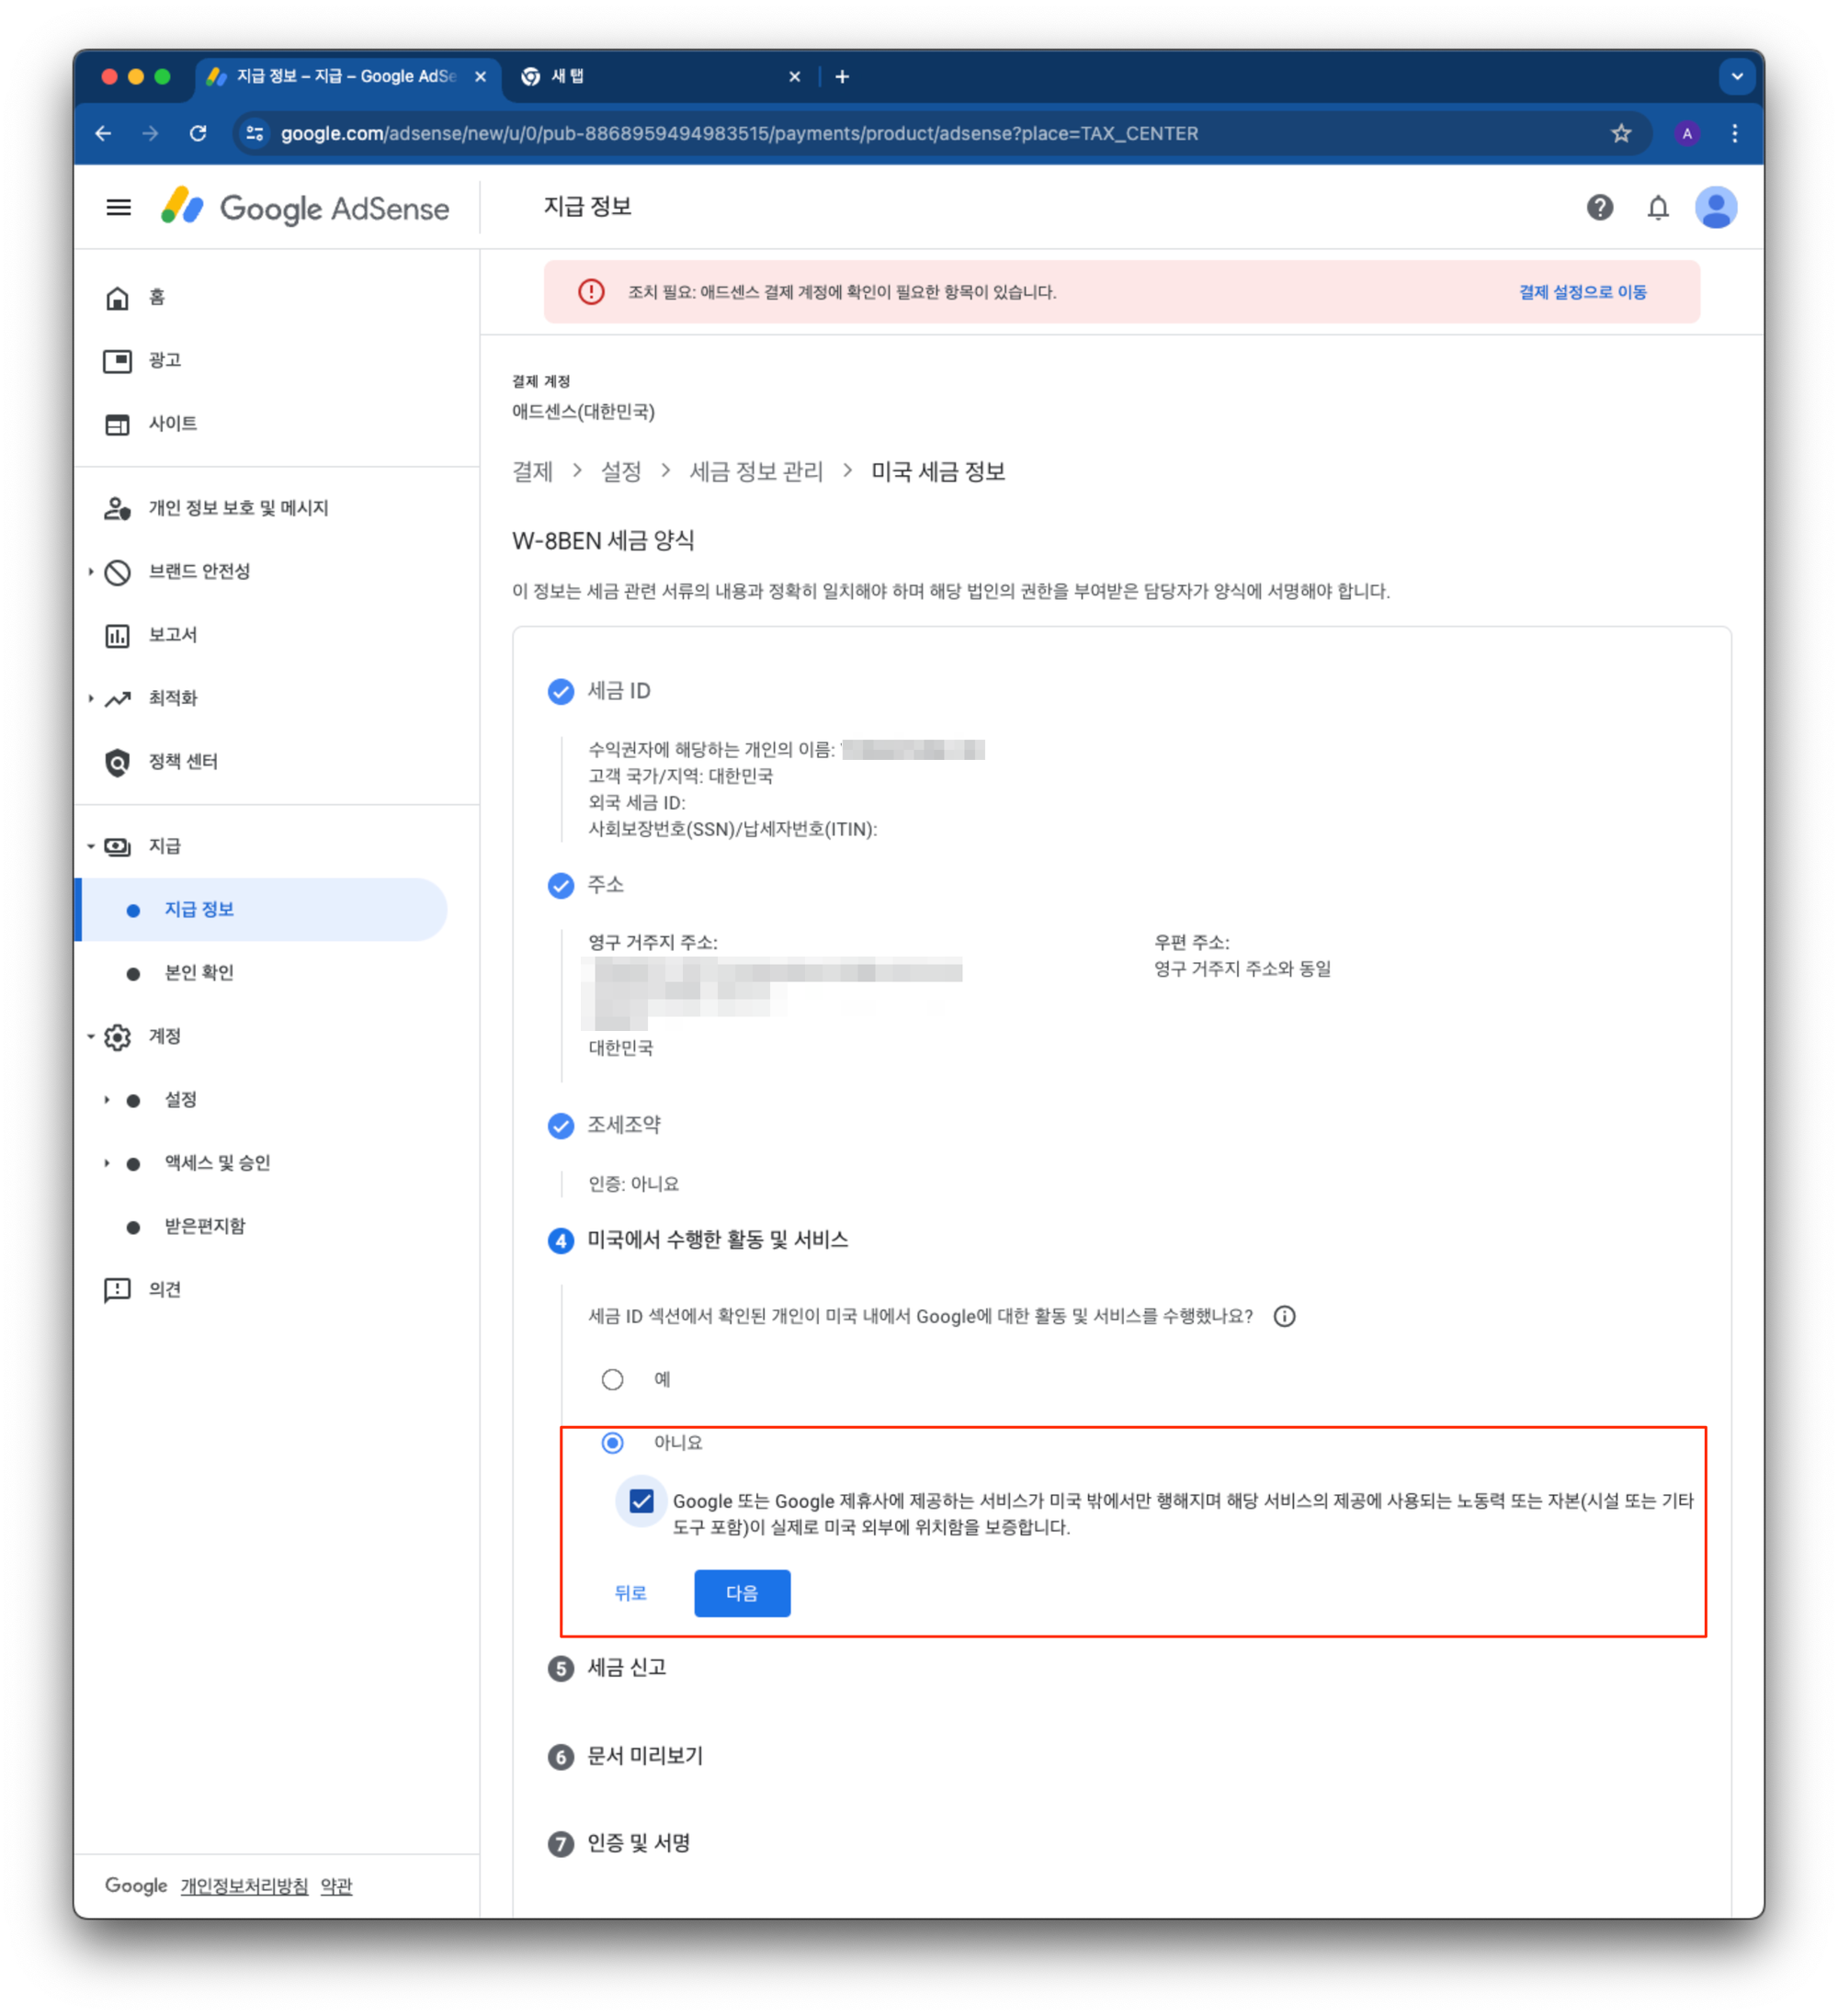 지급 정보 – 지급 – Google AdSe
새 탭
google.com/adsense/new/u/0/pub-8868959494983515/payments/product/adsense?place=TAX_CENTER
A
Google AdSense
지급 정보
홈
광고
사이트
개인 정보 보호 및 메시지
브랜드 안전성
보고서
최적화
정책 센터
지급
지급 정보
본인 확인
계정
설정
액세스 및 승인
받은편지함
의견
Google 개인정보처리방침 약관
조치 필요: 애드센스 결제 계정에 확인이 필요한 항목이 있습니다.
결제 설정으로 이동
결제 계정
애드센스(대한민국)
결제 > 설정 > 세금 정보 관리 > 미국 세금 정보
W-8BEN 세금 양식
이 정보는 세금 관련 서류의 내용과 정확히 일치해야 하며 해당 법인의 권한을 부여받은 담당자가 양식에 서명해야 합니다.
세금 ID
수익권자에 해당하는 개인의 이름:
고객 국가/지역: 대한민국
외국 세금 ID:
사회보장번호(SSN)/납세자번호(ITIN):
주소
영구 거주지 주소:
대한민국
우편 주소:
영구 거주지 주소와 동일
조세조약
인증: 아니요
4 미국에서 수행한 활동 및 서비스
세금 ID 섹션에서 확인된 개인이 미국 내에서 Google에 대한 활동 및 서비스를 수행했나요?
예
아니요
Google 또는 Google 제휴사에 제공하는 서비스가 미국 밖에서만 행해지며 해당 서비스의 제공에 사용되는 노동력 또는 자본(시설 또는 기타
도구 포함)이 실제로 미국 외부에 위치함을 보증합니다.
뒤로
다음
5 세금 신고
6 문서 미리보기
7 인증 및 서명